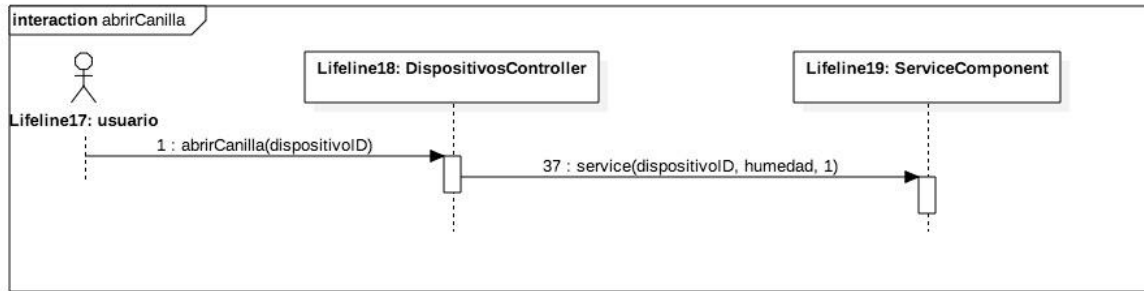 interaction abrirCanilla
Lifeline18: DispositivosController
Lifeline19: ServiceComponent
Lifeline17: usuario
1 : abrirCanilla(dispositivoID)
37 : service(dispositivoID, humedad, 1)